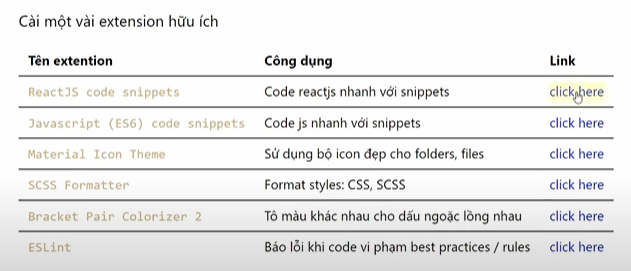 Cài một vài extension hữu ích
Tên extention Công dụng Link
ReactJS code snippets Code reactjs nhanh với snippets click here
Javascript (ES6) code snippets Code js nhanh với snippets click here
Material Icon Theme Sử dụng bộ icon đẹp cho folders, files click here
SCSS Formatter Format styles: CSS, SCSS click here
Bracket Pair Colorizer 2 Tô màu khác nhau cho dấu ngoặc lồng nhau click here
ESLint Báo lỗi khi code vi phạm best practices / rules click here